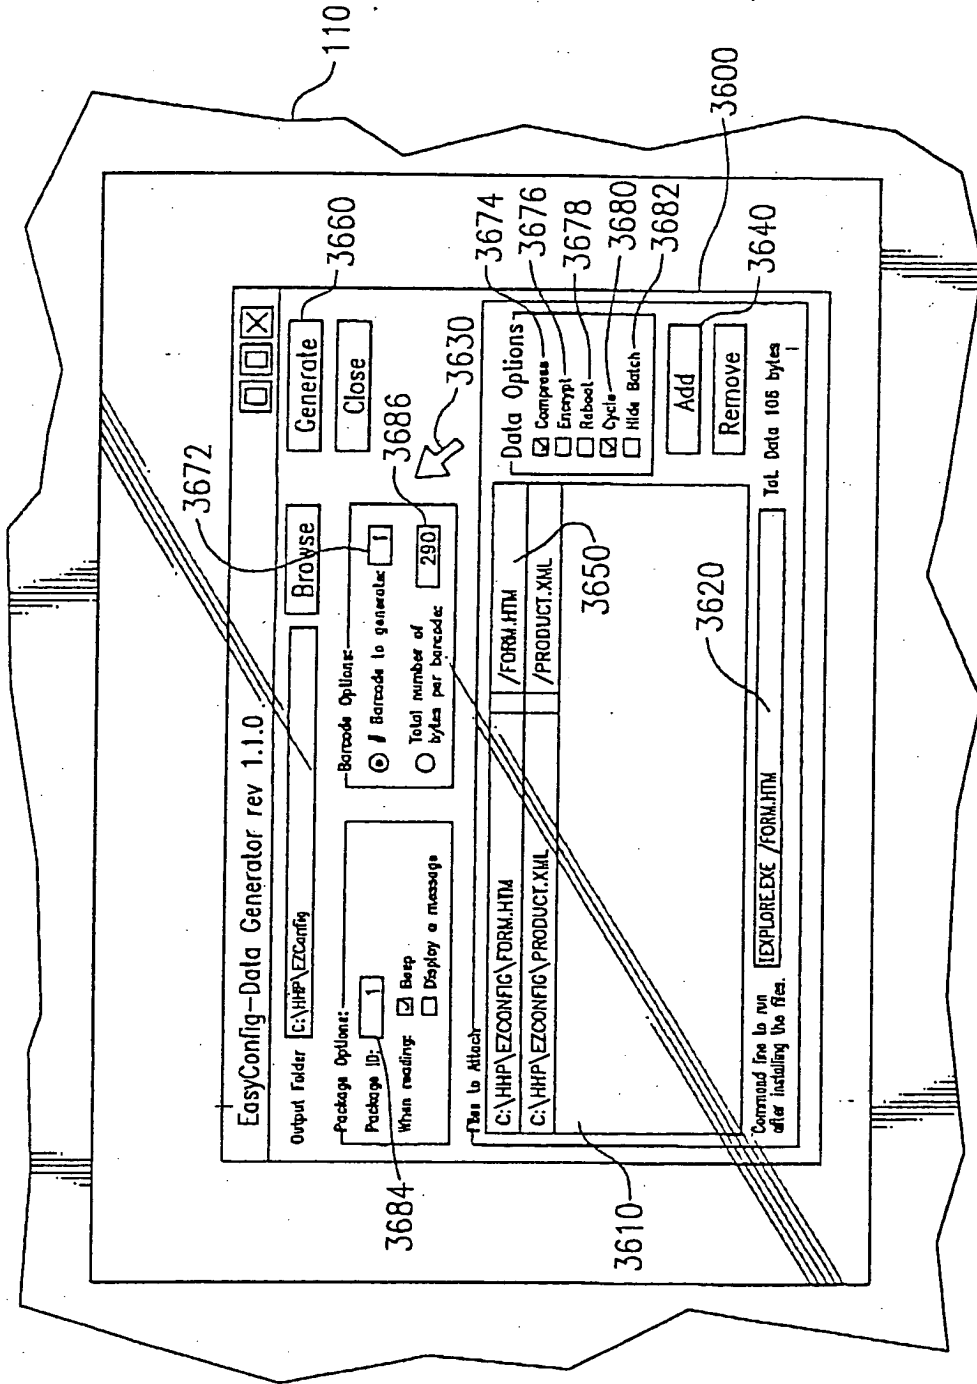 110
EasyConfig-Data Generator rev 1.1.0
Output Folder C:\HHP\EZConfig Browse Generate
3660
Close
3672
Package Options:
Package ID: 1
When reading: Beep
Display a message
3684
Barcode Options:
# Barcode to generate: 1
Total number of
bytes per barcode: 290
3686
3630
Files to Attach
C:\HHP\EZCONFIG\FORM.HTM /FORM.HTM
C:\HHP\EZCONFIG\PRODUCT.XML /PRODUCT.XML
3610
3650
Data Options
Compress
Encrypt
Reboot
Cycle
Hide Batch
3674
3676
3678
3680
3682
Add
Remove
3640
3600
3620
Command line to run
after installing the files.
IEXPLORE.EXE /FORM.HTM
Tot. Data 106 bytes